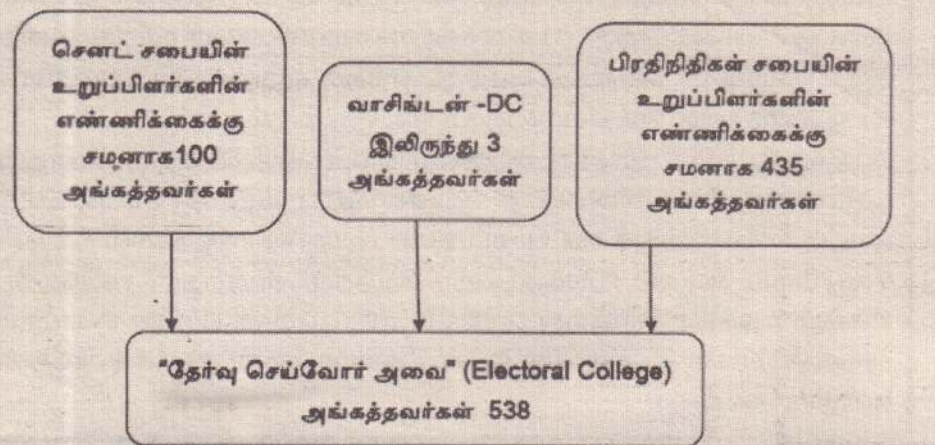 செனட் சபையின்
உறுப்பினர்களின்
எண்ணிக்கைக்கு
சமனாக100
அங்கத்தவர்கள்
வாசிங்டன் -DC
இலிருந்து 3
அங்கத்தவர்கள்
பிரதிநிதிகள் சபையின்
உறுப்பினர்களின்
எண்ணிக்கைக்கு
சமனாக 435
அங்கத்தவர்கள்
"தேர்வு செய்வோர் அவை" (Electoral College)
அங்கத்தவர்கள் 538